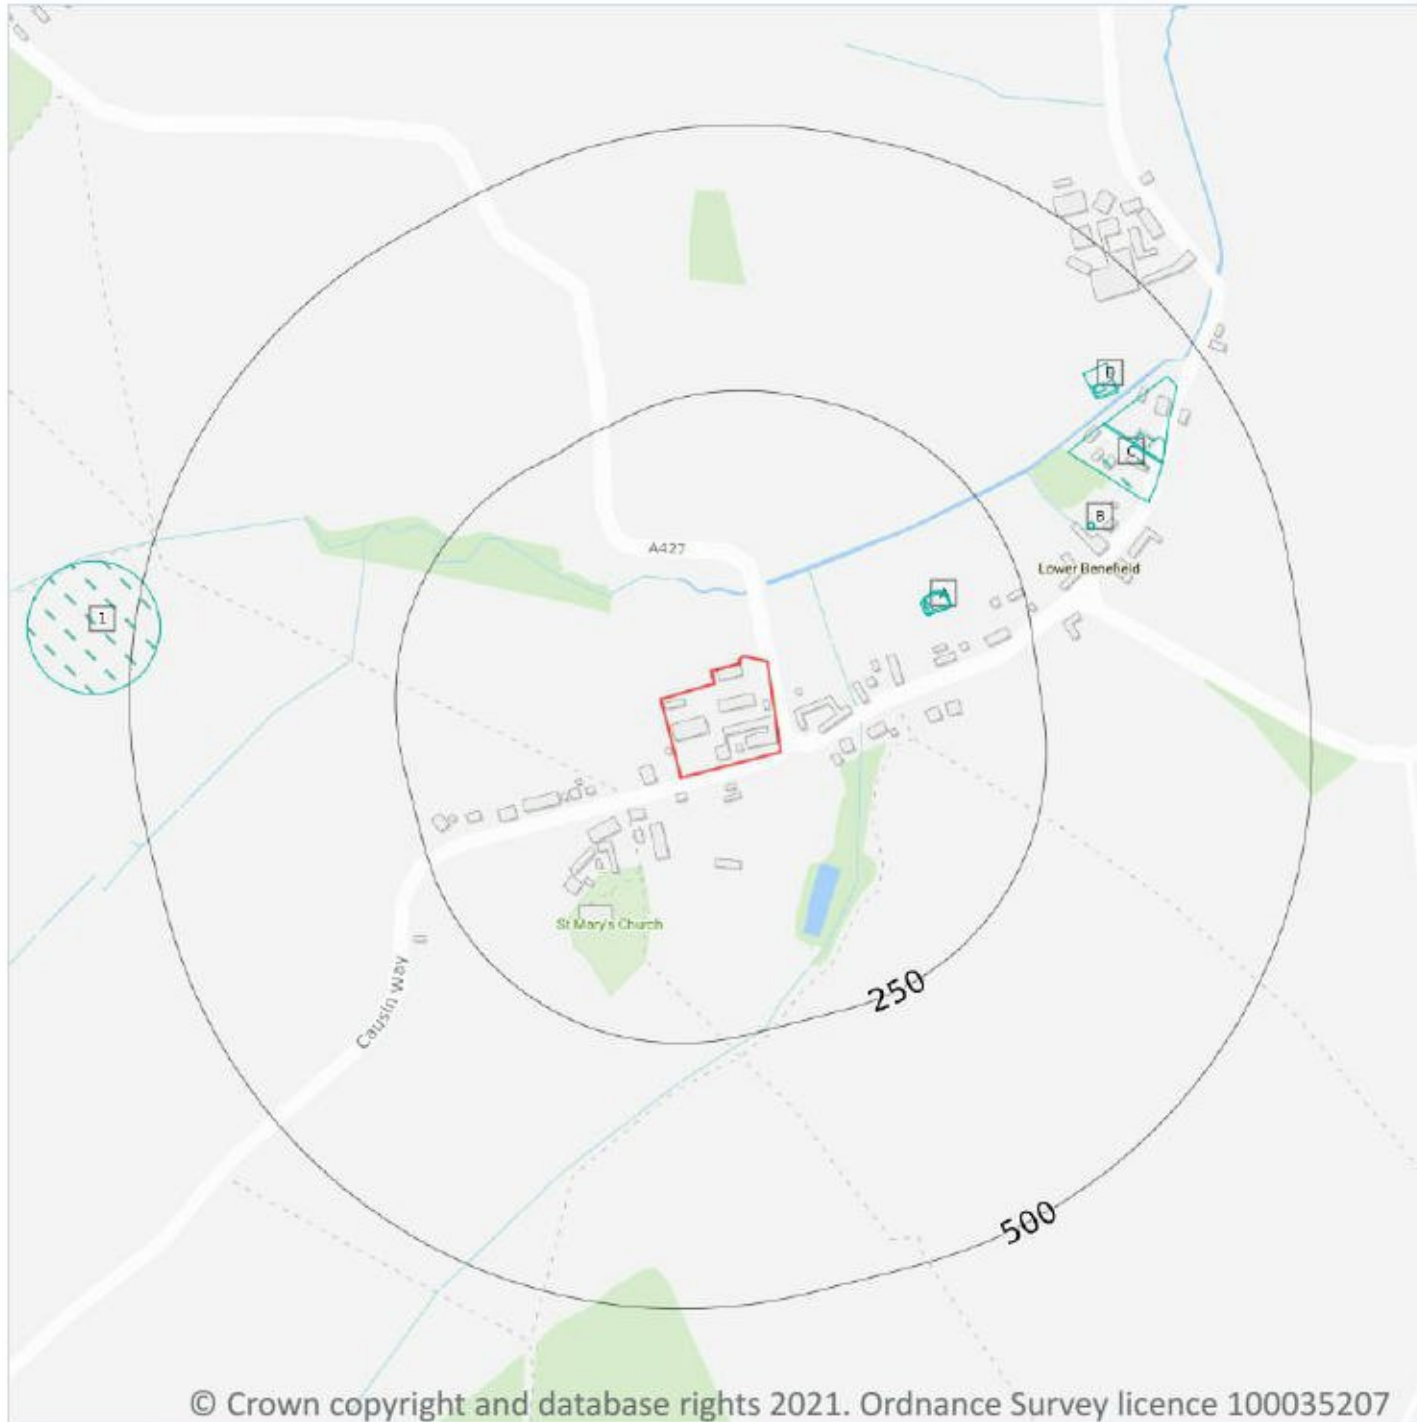 D
C
B
A427
Lower Benefield
1
St Mary's Church
250
Causin Way
500
© Crown copyright and database rights 2021. Ordnance Survey licence 100035207